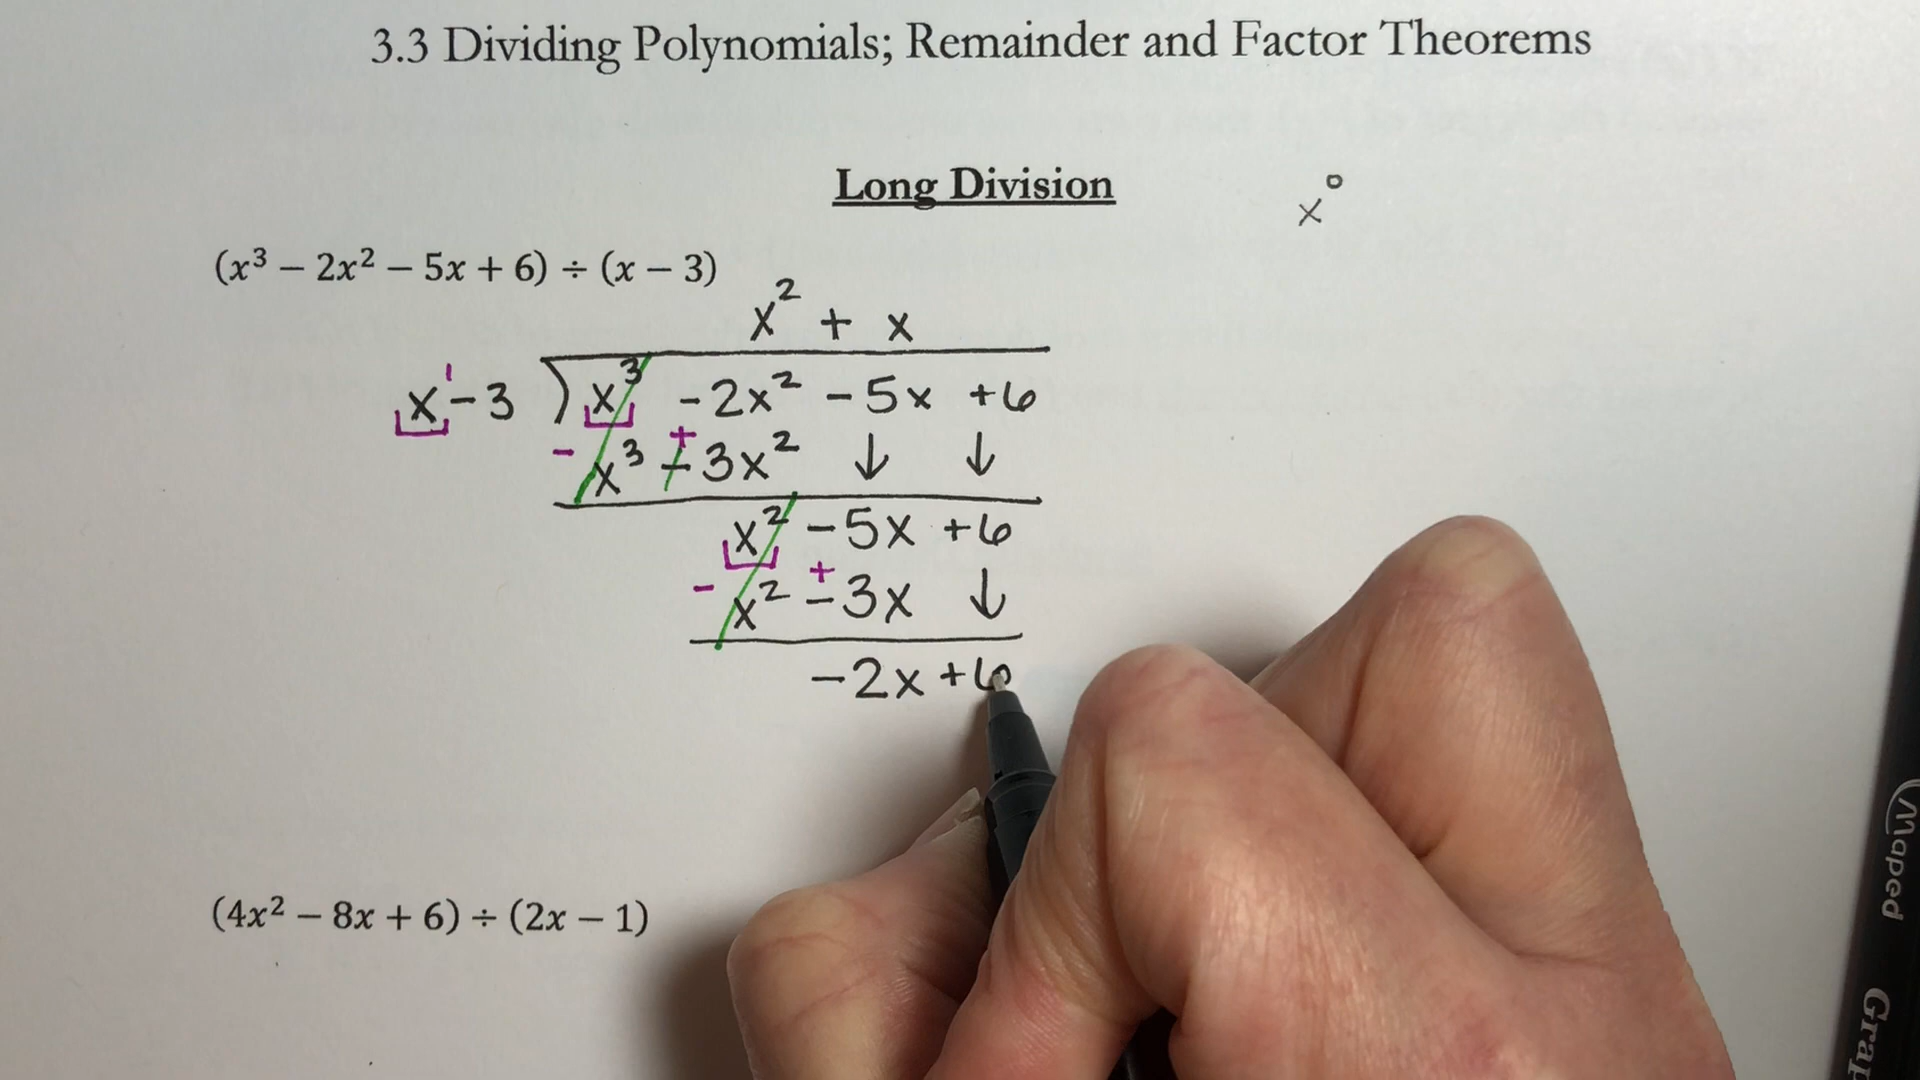 3.3 Dividing Polynomials; Remainder and Factor Theorems
Long Division
x°
(x³ − 2x² − 5x + 6) ÷ (x − 3)
x² + x
x¹ − 3 ) x³ − 2x² − 5x + 6
− x³ + − 3x² ↓ ↓
x² − 5x + 6
− x² + − 3x ↓
− 2x + 6
(4x² − 8x + 6) ÷ (2x − 1)
Maped
Grap